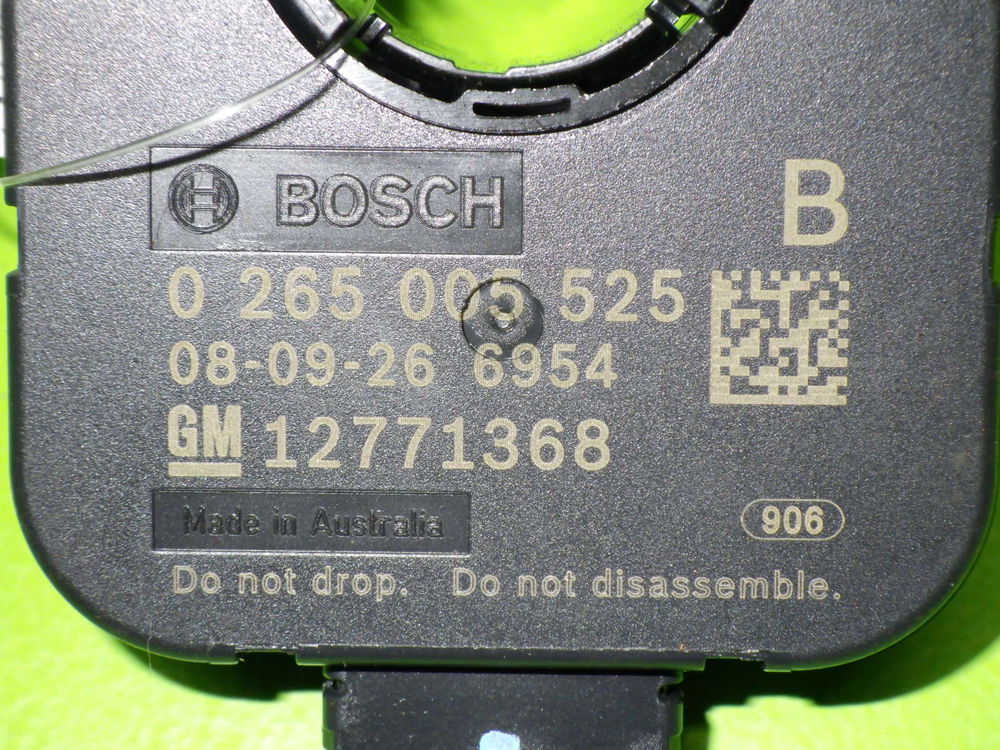 BOSCH
B
0 265 005 525
08-09-26 6954
GM 12771368
Made in Australia
906
Do not drop. Do not disassemble.